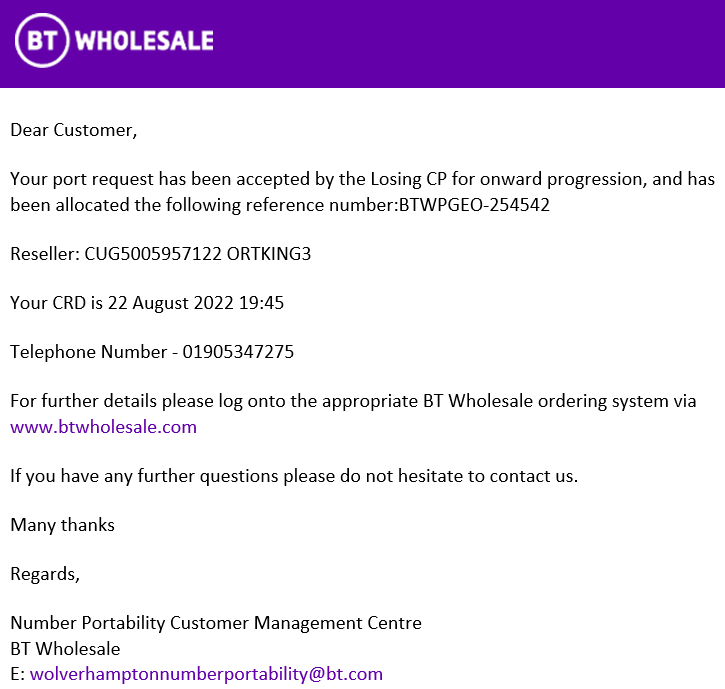 BT WHOLESALE
Dear Customer,
Your port request has been accepted by the Losing CP for onward progression, and has
been allocated the following reference number:BTWPGEO-254542
Reseller: CUG5005957122 ORTKING3
Your CRD is 22 August 2022 19:45
Telephone Number - 01905347275
For further details please log onto the appropriate BT Wholesale ordering system via
www.btwholesale.com
If you have any further questions please do not hesitate to contact us.
Many thanks
Regards,
Number Portability Customer Management Centre
BT Wholesale
E: wolverhamptonnumberportability@bt.com